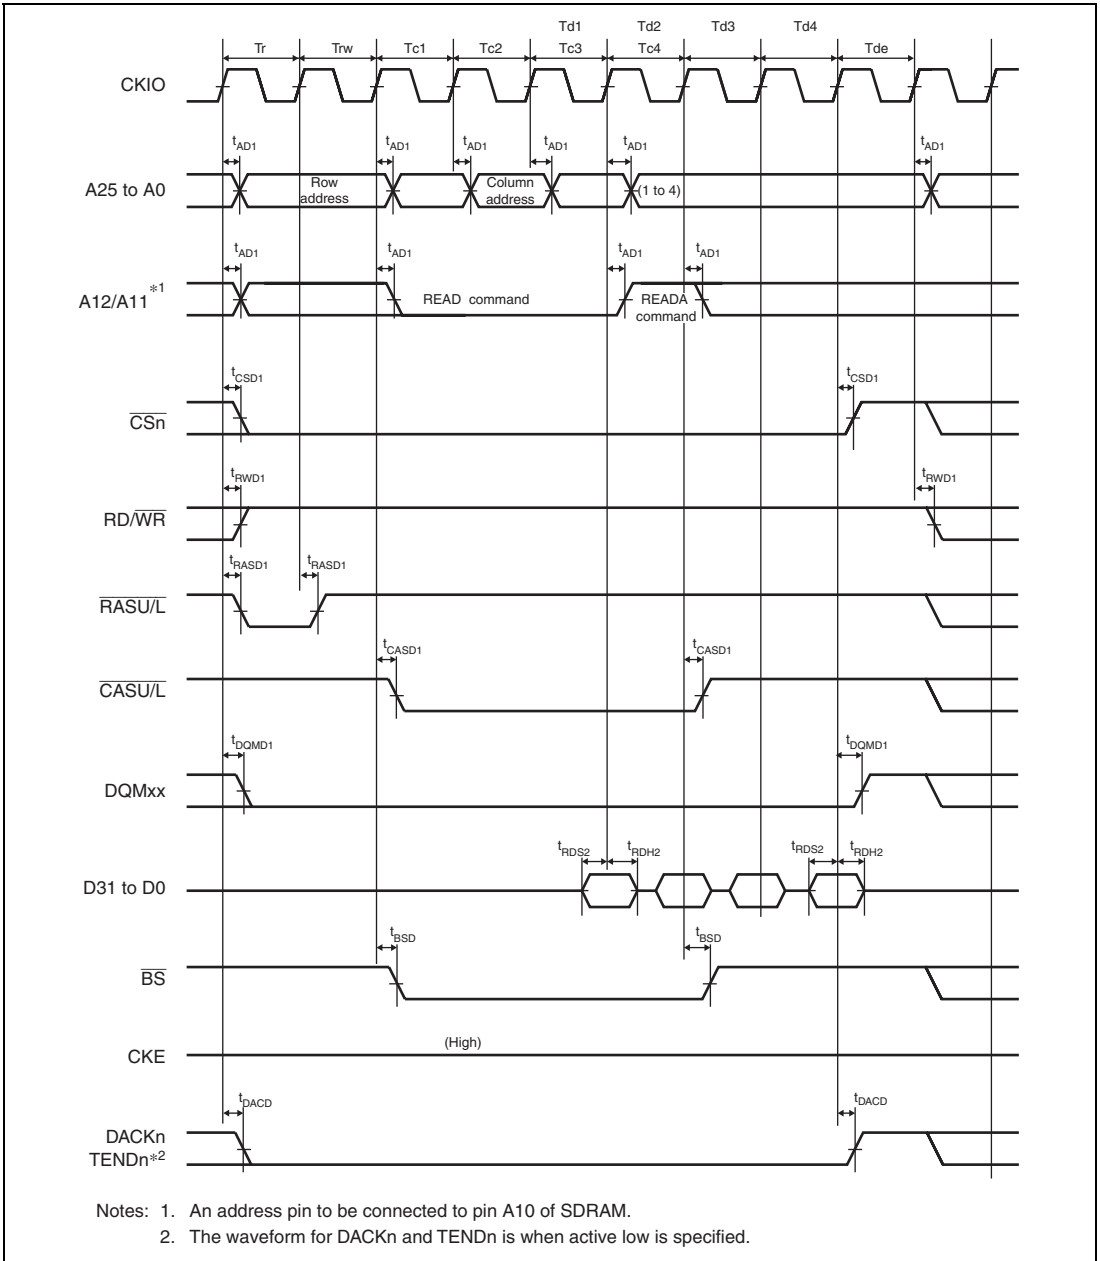 Td1 Td2 Td3 Td4
Tr Trw Tc1 Tc2 Tc3 Tc4 Tde
CKIO
tAD1 tAD1 tAD1 tAD1 tAD1 tAD1
A25 to A0
Row address
Column address
(1 to 4)
tAD1 tAD1 tAD1 tAD1
A12/A11*1
READ command
READA command
tCSD1 tCSD1
CSn
tRWD1 tRWD1
RD/WR
tRASD1 tRASD1
RASU/L
tCASD1 tCASD1
CASU/L
tDQMD1 tDQMD1
DQMxx
tRDS2 tRDH2 tRDS2 tRDH2
D31 to D0
tBSD tBSD
BS
(High)
CKE
tDACD tDACD
DACKn
TENDn*2
Notes: 1. An address pin to be connected to pin A10 of SDRAM.
2. The waveform for DACKn and TENDn is when active low is specified.